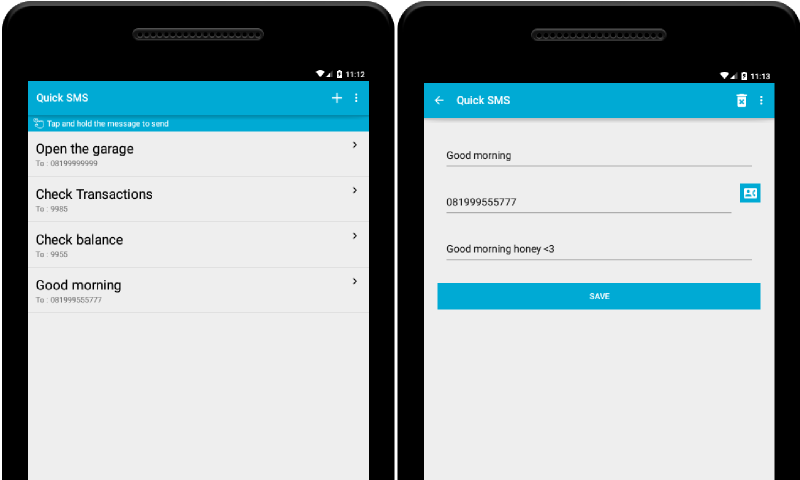 11:12
Quick SMS
Tap and hold the message to send
Open the garage
To : 08199999999
Check Transactions
To : 9985
Check balance
To : 9955
Good morning
To : 081999555777
11:13
Quick SMS
Good morning
081999555777
Good morning honey <3
SAVE